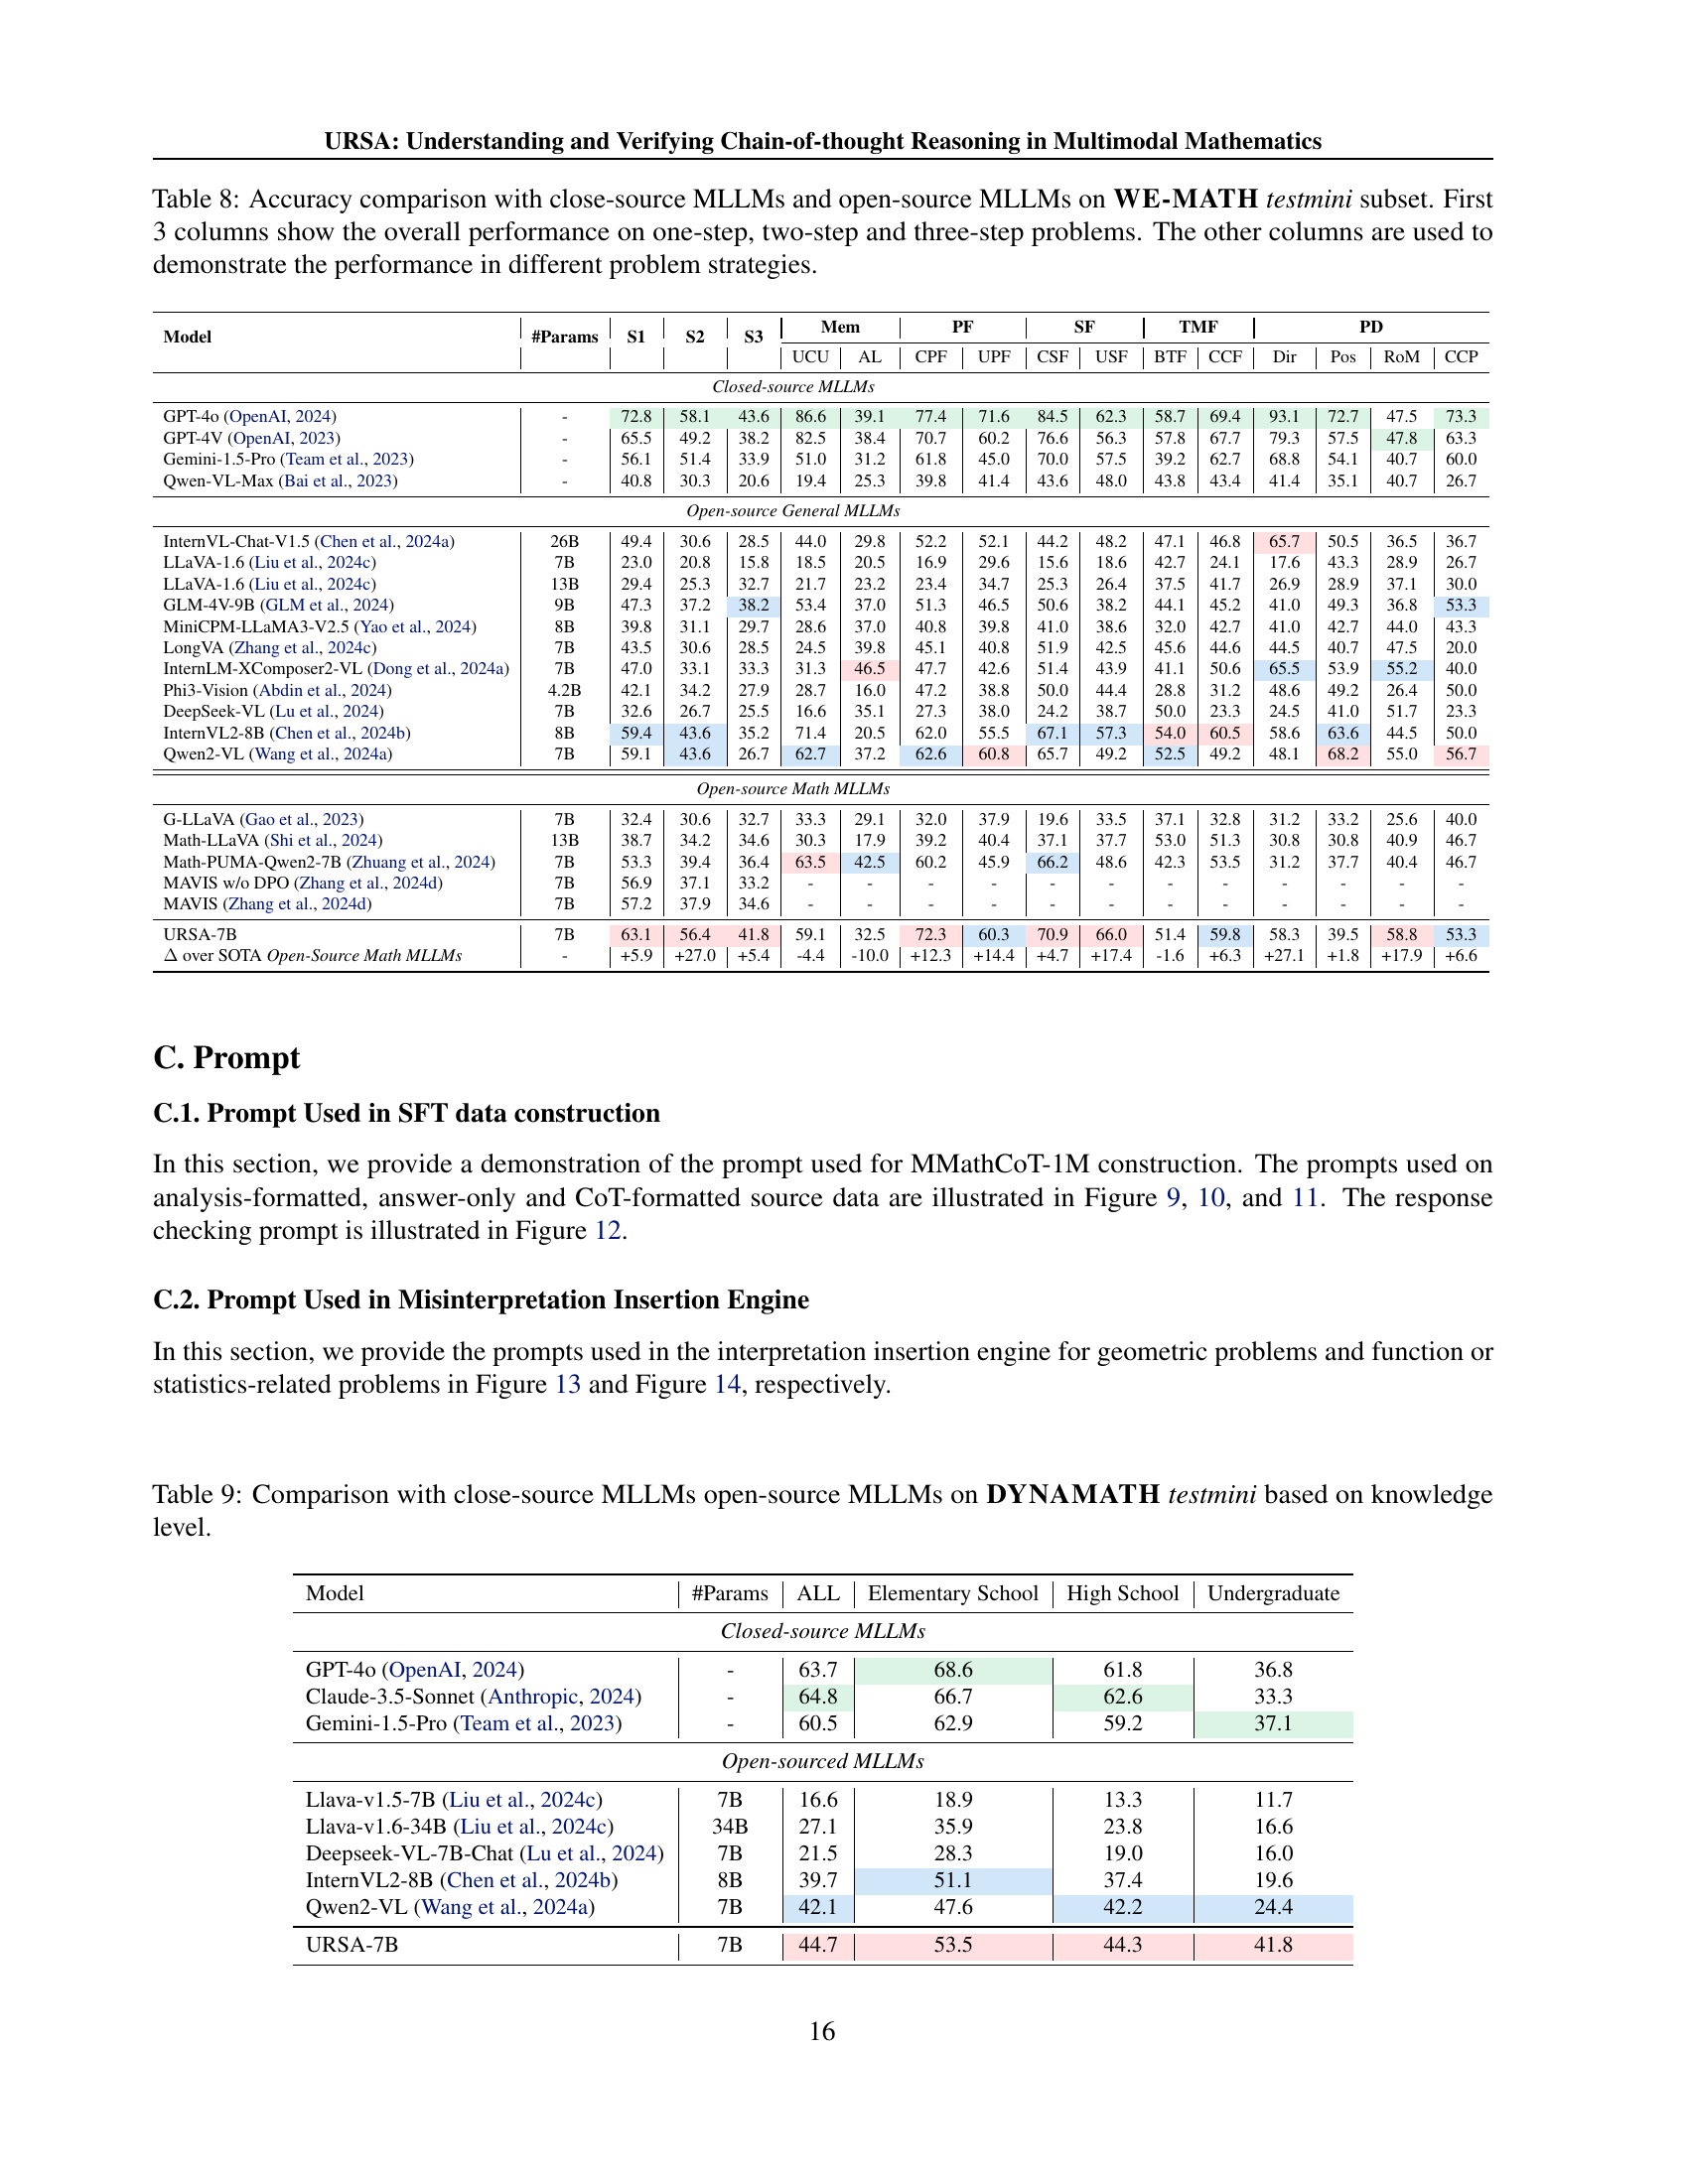 URSA: Understanding and Verifying Chain-of-thought Reasoning in Multimodal Mathematics
Table 8: Accuracy comparison with close-source MLLMs and open-source MLLMs on WE-MATH testmini subset. First
3 columns show the overall performance on one-step, two-step and three-step problems. The other columns are used to
demonstrate the performance in different problem strategies.
Model #Params S1 S2 S3 Mem PF SF TMF PD
UCU AL CPF UPF CSF USF BTF CCF Dir Pos RoM CCP
Closed-source MLLMs
GPT-4o (OpenAI, 2024) - 72.8 58.1 43.6 86.6 39.1 77.4 71.6 84.5 62.3 58.7 69.4 93.1 72.7 47.5 73.3
GPT-4V (OpenAI, 2023) - 65.5 49.2 38.2 82.5 38.4 70.7 60.2 76.6 56.3 57.8 67.7 79.3 57.5 47.8 63.3
Gemini-1.5-Pro (Team et al., 2023) - 56.1 51.4 33.9 51.0 31.2 61.8 45.0 70.0 57.5 39.2 62.7 68.8 54.1 40.7 60.0
Qwen-VL-Max (Bai et al., 2023) - 40.8 30.3 20.6 19.4 25.3 39.8 41.4 43.6 48.0 43.8 43.4 41.4 35.1 40.7 26.7
Open-source General MLLMs
InternVL-Chat-V1.5 (Chen et al., 2024a) 26B 49.4 30.6 28.5 44.0 29.8 52.2 52.1 44.2 48.2 47.1 46.8 65.7 50.5 36.5 36.7
LLaVA-1.6 (Liu et al., 2024c) 7B 23.0 20.8 15.8 18.5 20.5 16.9 29.6 15.6 18.6 42.7 24.1 17.6 43.3 28.9 26.7
LLaVA-1.6 (Liu et al., 2024c) 13B 29.4 25.3 32.7 21.7 23.2 23.4 34.7 25.3 26.4 37.5 41.7 26.9 28.9 37.1 30.0
GLM-4V-9B (GLM et al., 2024) 9B 47.3 37.2 38.2 53.4 37.0 51.3 46.5 50.6 38.2 44.1 45.2 41.0 49.3 36.8 53.3
MiniCPM-LLaMA3-V2.5 (Yao et al., 2024) 8B 39.8 31.1 29.7 28.6 37.0 40.8 39.8 41.0 38.6 32.0 42.7 41.0 42.7 44.0 43.3
LongVA (Zhang et al., 2024c) 7B 43.5 30.6 28.5 24.5 39.8 45.1 40.8 51.9 42.5 45.6 44.6 44.5 40.7 47.5 20.0
InternLM-XComposer2-VL (Dong et al., 2024a) 7B 47.0 33.1 33.3 31.3 46.5 47.7 42.6 51.4 43.9 41.1 50.6 65.5 53.9 55.2 40.0
Phi3-Vision (Abdin et al., 2024) 4.2B 42.1 34.2 27.9 28.7 16.0 47.2 38.8 50.0 44.4 28.8 31.2 48.6 49.2 26.4 50.0
DeepSeek-VL (Lu et al., 2024) 7B 32.6 26.7 25.5 16.6 35.1 27.3 38.0 24.2 38.7 50.0 23.3 24.5 41.0 51.7 23.3
InternVL2-8B (Chen et al., 2024b) 8B 59.4 43.6 35.2 71.4 20.5 62.0 55.5 67.1 57.3 54.0 60.5 58.6 63.6 44.5 50.0
Qwen2-VL (Wang et al., 2024a) 7B 59.1 43.6 26.7 62.7 37.2 62.6 60.8 65.7 49.2 52.5 49.2 48.1 68.2 55.0 56.7
Open-source Math MLLMs
G-LLaVA (Gao et al., 2023) 7B 32.4 30.6 32.7 33.3 29.1 32.0 37.9 19.6 33.5 37.1 32.8 31.2 33.2 25.6 40.0
Math-LLaVA (Shi et al., 2024) 13B 38.7 34.2 34.6 30.3 17.9 39.2 40.4 37.1 37.7 53.0 51.3 30.8 30.8 40.9 46.7
Math-PUMA-Qwen2-7B (Zhuang et al., 2024) 7B 53.3 39.4 36.4 63.5 42.5 60.2 45.9 66.2 48.6 42.3 53.5 31.2 37.7 40.4 46.7
MAVIS w/o DPO (Zhang et al., 2024d) 7B 56.9 37.1 33.2 - - - - - - - - - - - -
MAVIS (Zhang et al., 2024d) 7B 57.2 37.9 34.6 - - - - - - - - - - - -
URSA-7B 7B 63.1 56.4 41.8 59.1 32.5 72.3 60.3 70.9 66.0 51.4 59.8 58.3 39.5 58.8 53.3
Δ over SOTA Open-Source Math MLLMs - +5.9 +27.0 +5.4 -4.4 -10.0 +12.3 +14.4 +4.7 +17.4 -1.6 +6.3 +27.1 +1.8 +17.9 +6.6
C. Prompt
C.1. Prompt Used in SFT data construction
In this section, we provide a demonstration of the prompt used for MMathCoT-1M construction. The prompts used on
analysis-formatted, answer-only and CoT-formatted source data are illustrated in Figure 9, 10, and 11. The response
checking prompt is illustrated in Figure 12.
C.2. Prompt Used in Misinterpretation Insertion Engine
In this section, we provide the prompts used in the interpretation insertion engine for geometric problems and function or
statistics-related problems in Figure 13 and Figure 14, respectively.
Table 9: Comparison with close-source MLLMs open-source MLLMs on DYNAMATH testmini based on knowledge
level.
Model #Params ALL Elementary School High School Undergraduate
Closed-source MLLMs
GPT-4o (OpenAI, 2024) - 63.7 68.6 61.8 36.8
Claude-3.5-Sonnet (Anthropic, 2024) - 64.8 66.7 62.6 33.3
Gemini-1.5-Pro (Team et al., 2023) - 60.5 62.9 59.2 37.1
Open-sourced MLLMs
Llava-v1.5-7B (Liu et al., 2024c) 7B 16.6 18.9 13.3 11.7
Llava-v1.6-34B (Liu et al., 2024c) 34B 27.1 35.9 23.8 16.6
Deepseek-VL-7B-Chat (Lu et al., 2024) 7B 21.5 28.3 19.0 16.0
InternVL2-8B (Chen et al., 2024b) 8B 39.7 51.1 37.4 19.6
Qwen2-VL (Wang et al., 2024a) 7B 42.1 47.6 42.2 24.4
URSA-7B 7B 44.7 53.5 44.3 41.8
16